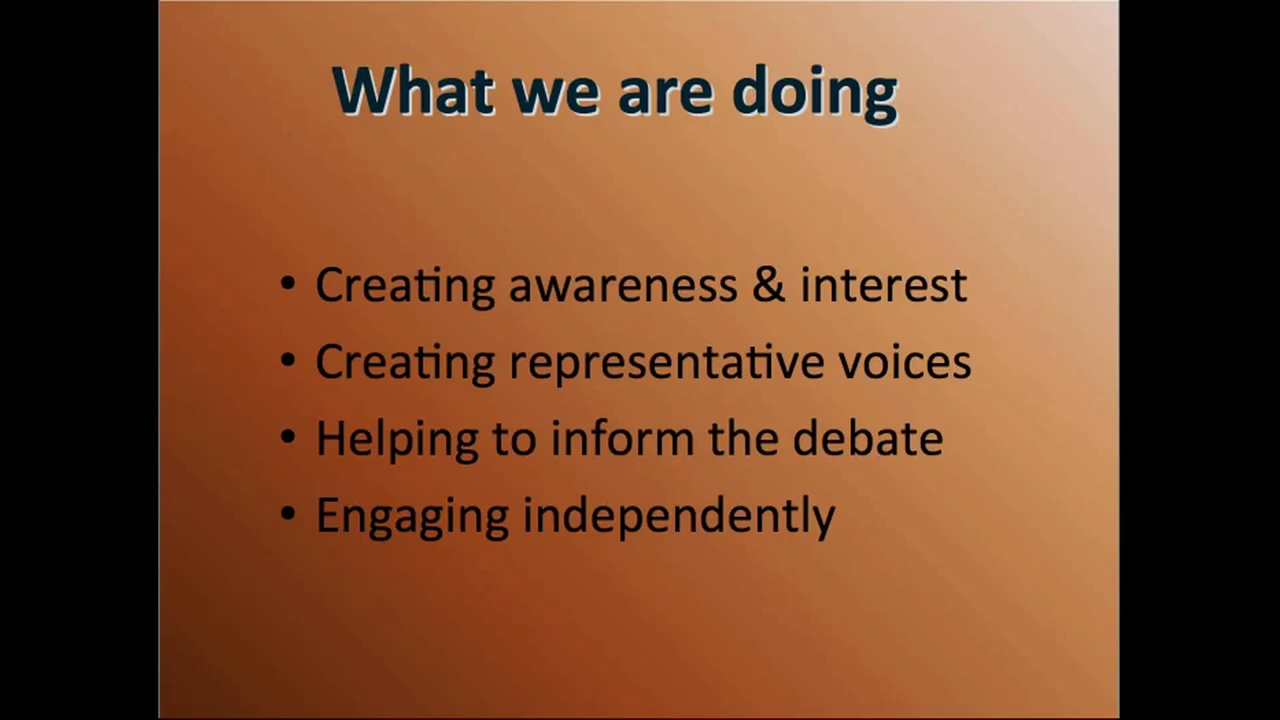 What we are doing
• Creating awareness & interest
• Creating representative voices
• Helping to inform the debate
• Engaging independently